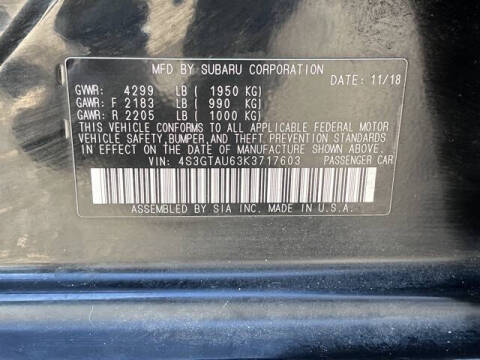 MFD BY SUBARU CORPORATION
DATE: 11/18
GVWR: 4299 LB ( 1950 KG)
GAWR: F 2183 LB ( 990 KG)
GAWR: R 2205 LB ( 1000 KG)
THIS VEHICLE CONFORMS TO ALL APPLICABLE FEDERAL MOTOR
VEHICLE SAFETY,BUMPER,AND THEFT PREVENTION STANDARDS
IN EFFECT ON THE DATE OF MANUFACTURE SHOWN ABOVE.
VIN: 4S3GTAU63K3717603 PASSENGER CAR
ASSEMBLED BY SIA INC. MADE IN U.S.A.